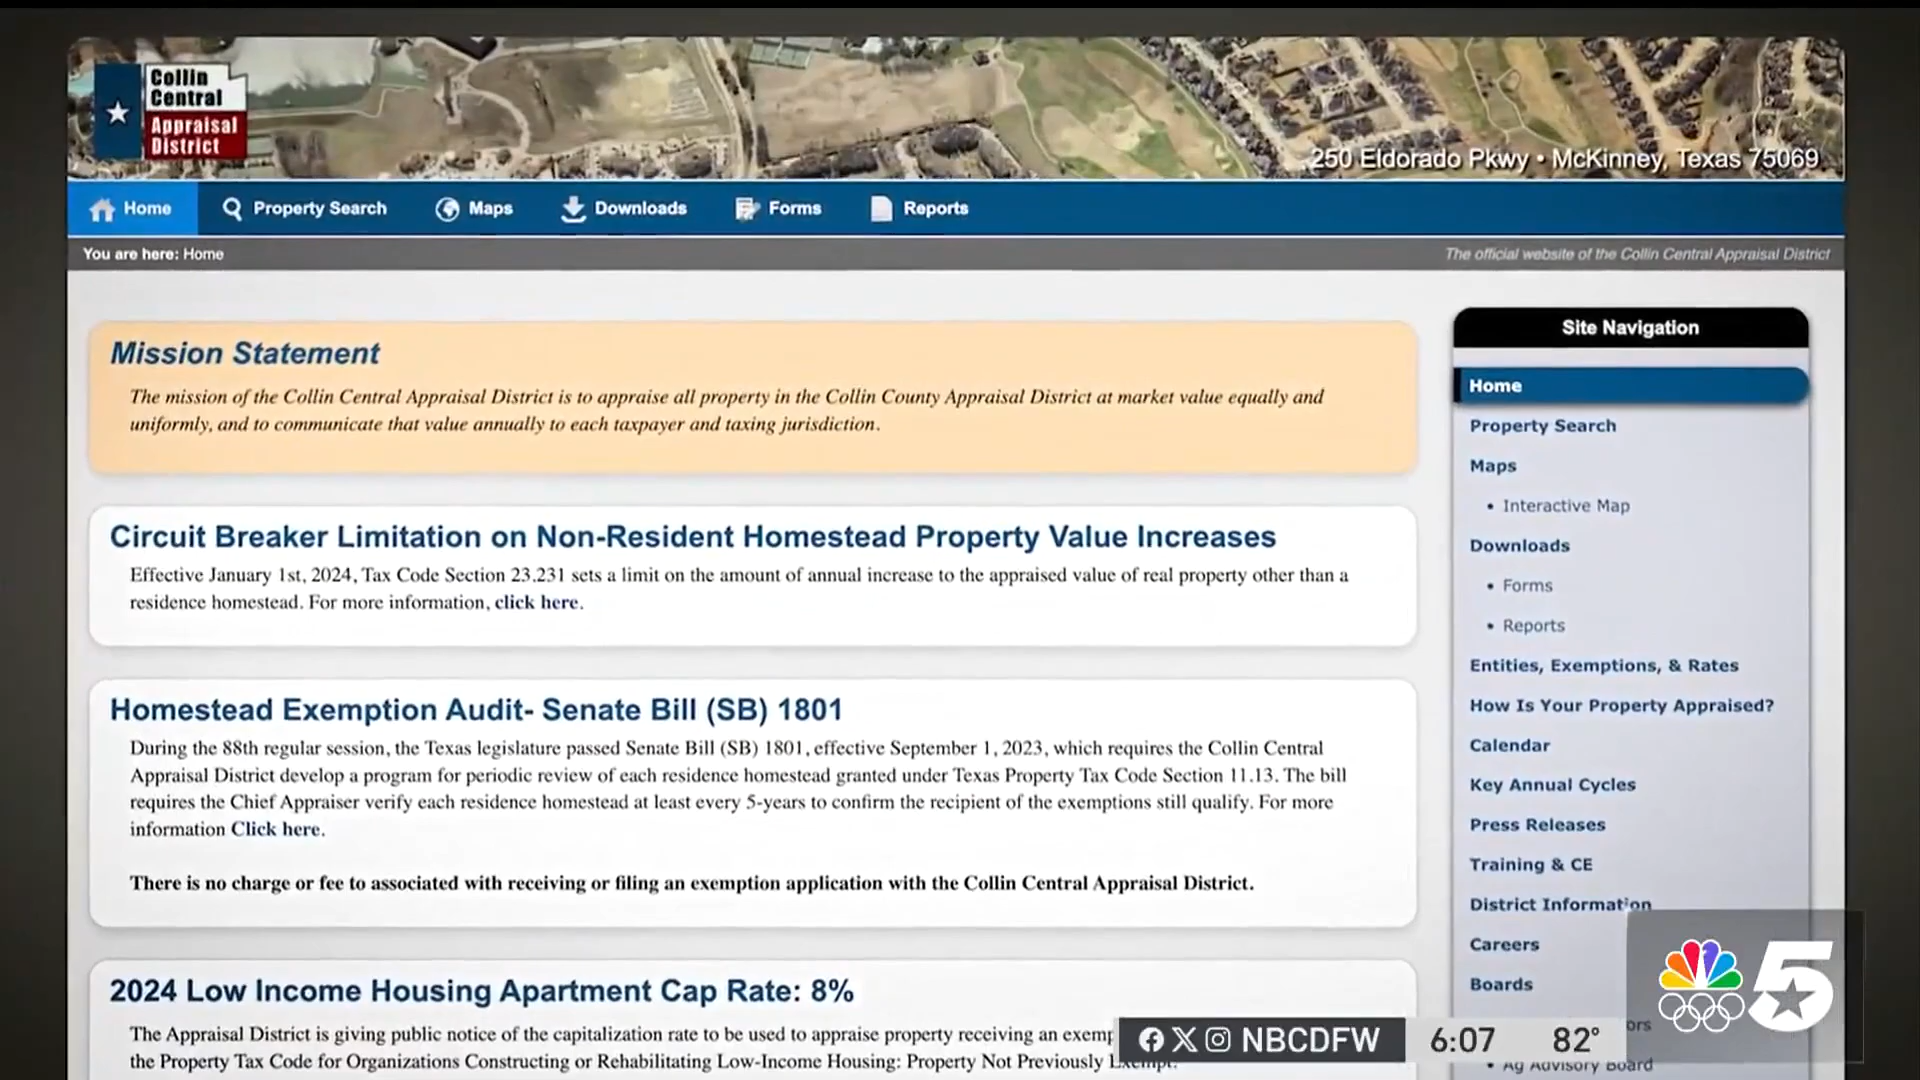 Collin
Central
Appraisal
District
250 Eldorado Pkwy • McKinney, Texas 75069
Home
Property Search
Maps
Downloads
Forms
Reports
You are here: Home
The official website of the Collin Central Appraisal District
Mission Statement
The mission of the Collin Central Appraisal District is to appraise all property in the Collin County Appraisal District at market value equally and
uniformly, and to communicate that value annually to each taxpayer and taxing jurisdiction.
Circuit Breaker Limitation on Non-Resident Homestead Property Value Increases
Effective January 1st, 2024, Tax Code Section 23.231 sets a limit on the amount of annual increase to the appraised value of real property other than a
residence homestead. For more information, click here.
Homestead Exemption Audit- Senate Bill (SB) 1801
During the 88th regular session, the Texas legislature passed Senate Bill (SB) 1801, effective September 1, 2023, which requires the Collin Central
Appraisal District develop a program for periodic review of each residence homestead granted under Texas Property Tax Code Section 11.13. The bill
requires the Chief Appraiser verify each residence homestead at least every 5-years to confirm the recipient of the exemptions still qualify. For more
information Click here.
There is no charge or fee to associated with receiving or filing an exemption application with the Collin Central Appraisal District.
2024 Low Income Housing Apartment Cap Rate: 8%
The Appraisal District is giving public notice of the capitalization rate to be used to appraise property receiving an
the Property Tax Code for Organizations Constructing or Rehabilitating Low-Income Housing: Property Not Previously Exempt.
Site Navigation
Home
Property Search
Maps
• Interactive Map
Downloads
• Forms
• Reports
Entities, Exemptions, & Rates
How Is Your Property Appraised?
Calendar
Key Annual Cycles
Press Releases
Training & CE
District Information
Careers
Boards
• Ag Advisory Board
5
NBCDFW
6:07
82°